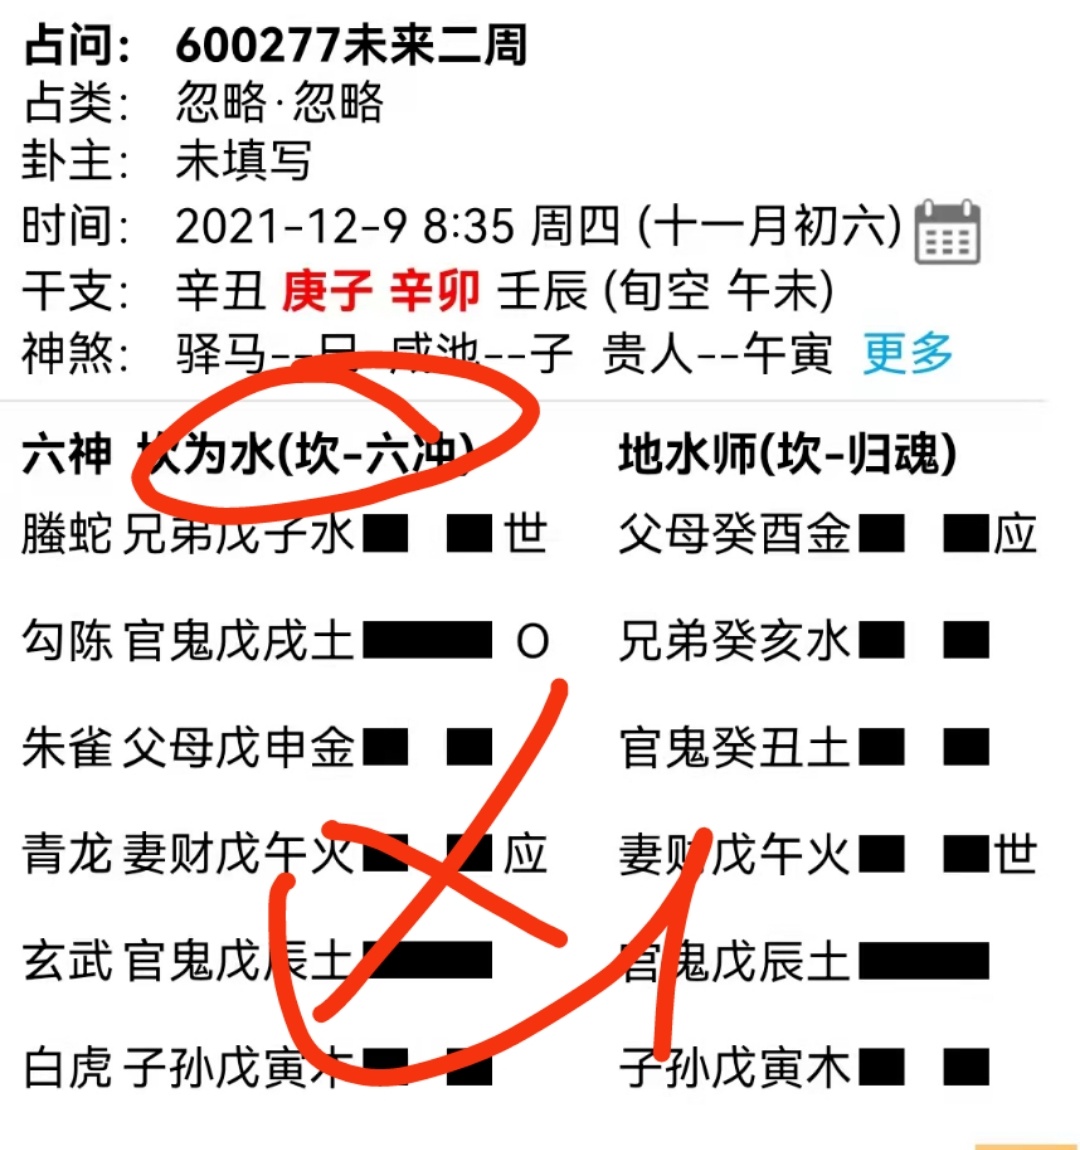 占问： 600277未来二周
占类： 忽略·忽略
卦主： 未填写
时间： 2021-12-9 8:35 周四 (十一月初六)
干支： 辛丑 庚子 辛卯 壬辰 (旬空 午未)
神煞： 驿马--巳 咸池--子 贵人--午寅 更多
六神 坎为水(坎-六冲) 地水师(坎-归魂)
螣蛇 兄弟戊子水 世 父母癸酉金 应
勾陈 官鬼戊戌土 O 兄弟癸亥水
朱雀 父母戊申金 官鬼癸丑土
青龙 妻财戊午火 应 妻财戊午火 世
玄武 官鬼戊辰土 官鬼戊辰土
白虎 子孙戊寅木 子孙戊寅木